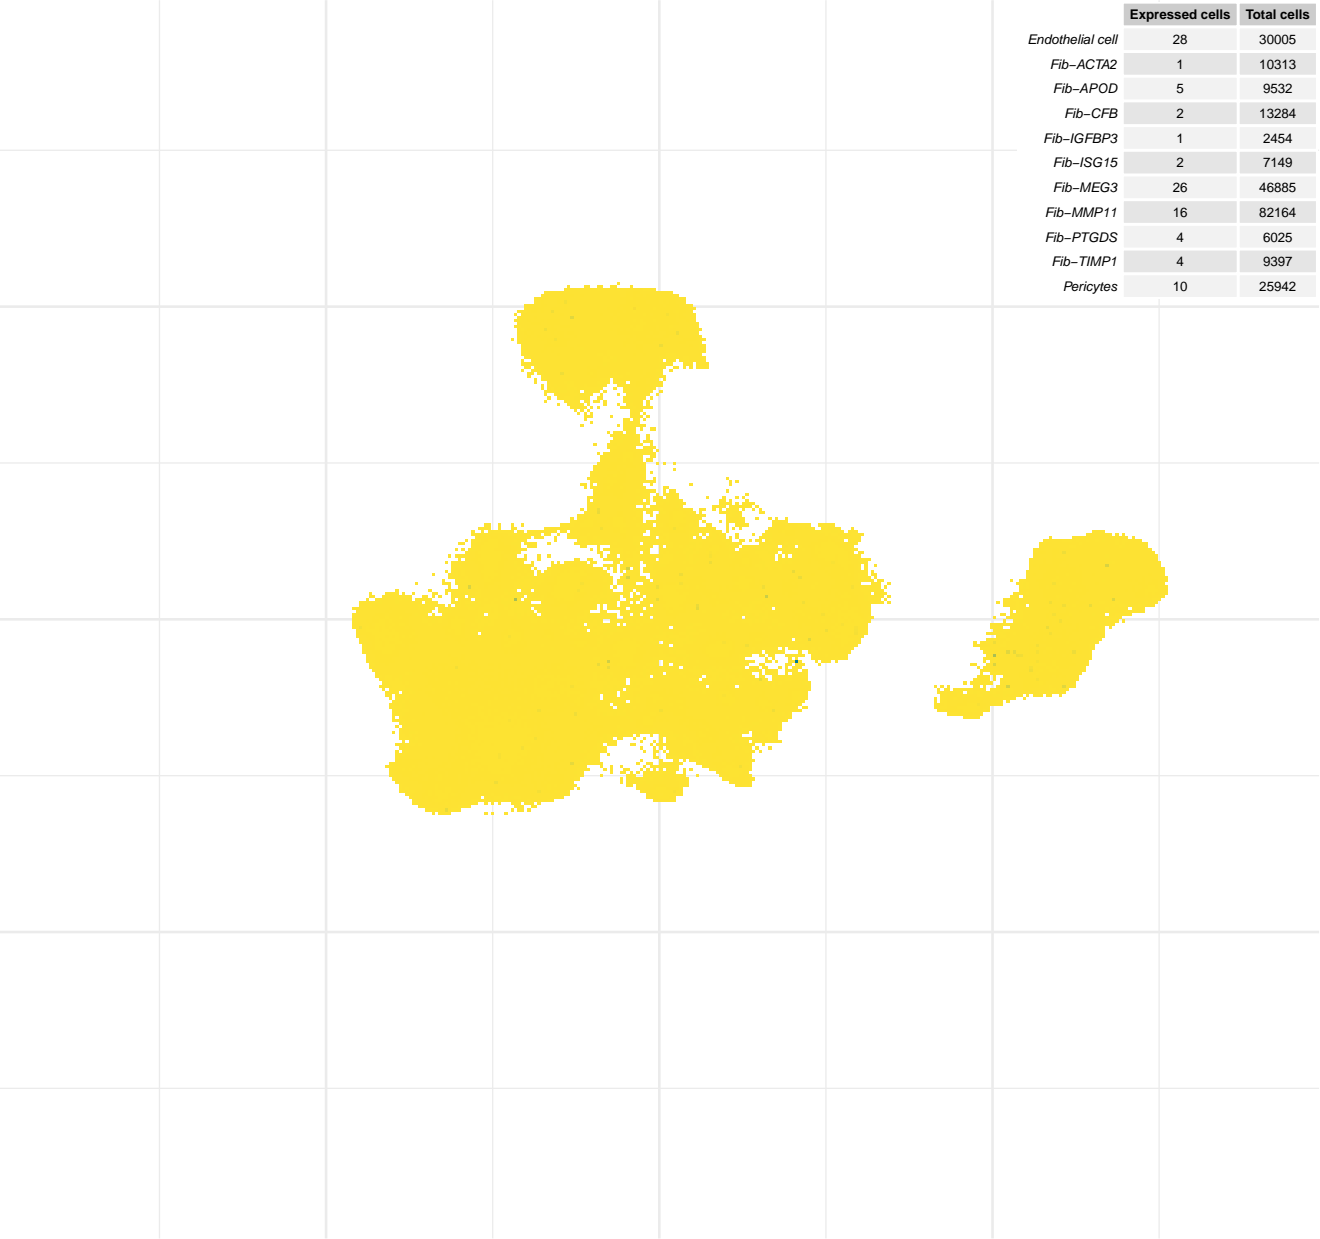 Expressed cells Total cells
Endothelial cell 28 30005
Fib−ACTA2 1 10313
Fib−APOD 5 9532
Fib−CFB 2 13284
Fib−IGFBP3 1 2454
Fib−ISG15 2 7149
Fib−MEG3 26 46885
Fib−MMP11 16 82164
Fib−PTGDS 4 6025
Fib−TIMP1 4 9397
Pericytes 10 25942